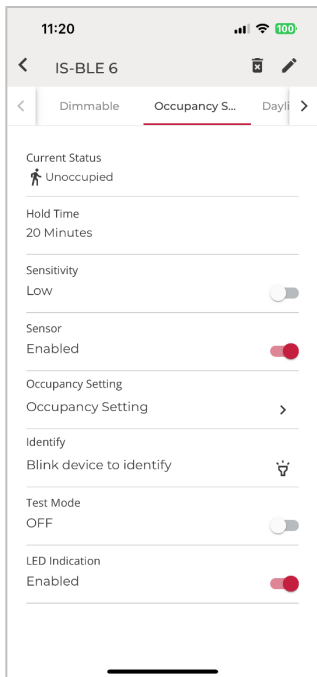 11:20
100
IS-BLE 6
Dimmable
Occupancy S...
Dayli
Current Status
Unoccupied
Hold Time
20 Minutes
Sensitivity
Low
Sensor
Enabled
Occupancy Setting
Occupancy Setting
Identify
Blink device to identify
Test Mode
OFF
LED Indication
Enabled